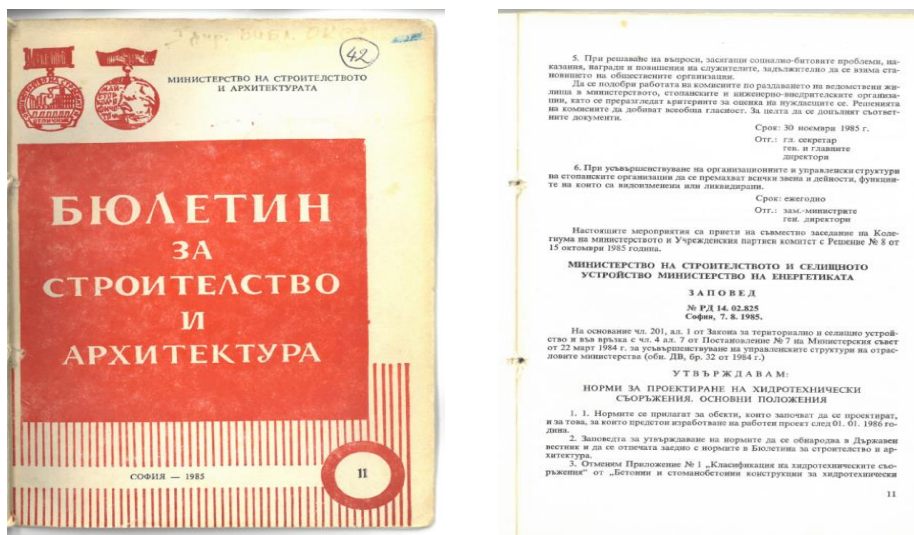 42
МИНИСТЕРСТВО НА СТРОИТЕЛСТВОТО
И АРХИТЕКТУРАТА
БЮЛЕТИН
ЗА
СТРОИТЕЛСТВО
И
АРХИТЕКТУРА
СОФИЯ — 1985
11
5. При решаване на въпроси, засягащи социално-битовите проблеми, на-
казания, награди и повишения на служителите, задължително да се взима ста-
новището на обществените организации.
Да се подобри работата на комисиите по раздаването на ведомствени жи-
лища в министерството, стопанските и инженерно-внедрителските организа-
ции, като се преразгледат критериите за оценка на нуждаещите се. Решенията
на комисиите да добиват всеобща гласност. За целта да се допълнят съответ-
ните документи.
Срок: 30 ноември 1985 г.
Отг.: гл. секретар
ген. и главните
директори
6. При усъвършенствуване на организационните и управленски структури
на стопанските организации да се премахват всички звена и дейности, функции-
те на които са видоизменени или ликвидирани.
Срок: ежегодно
Отг.: зам.-министрите
ген. директори
Настоящите мероприятия са приети на съвместно заседание на Коле-
гиума на министерството и Учрежденския партиен комитет с Решение № 8 от
15 октомври 1985 година.
МИНИСТЕРСТВО НА СТРОИТЕЛСТВОТО И СЕЛИЩНОТО
УСТРОЙСТВО МИНИСТЕРСТВО НА ЕНЕРГЕТИКАТА
ЗАПОВЕД
№ РД 14. 02.825
София, 7. 8. 1985.
На основание чл. 201, ал. 1 от Закона за териториално и селищно устрой-
ство и във връзка с чл. 4 ал. 7 от Постановление № 7 на Министерския съвет
от 22 март 1984 г. за усъвършенствуване на управленските структури на отрас-
ловите министерства (обн. ДВ, бр. 32 от 1984 г.)
УТВЪРЖДАВАМ:
НОРМИ ЗА ПРОЕКТИРАНЕ НА ХИДРОТЕХНИЧЕСКИ
СЪОРЪЖЕНИЯ. ОСНОВНИ ПОЛОЖЕНИЯ
1. 1. Нормите се прилагат за обекти, които започват да се проектират,
и за това, за които предстои изработване на работен проект след 01. 01. 1986 го-
дина.
2. Заповедта за утвърждаване на нормите да се обнародва в Държавен
вестник и да се отпечата заедно с нормите в Бюлетина за строителство и ар-
хитектура.
3. Отменям Приложение № 1 „Класификация на хидротехническите съо-
ръжения“ от „Бетонни и стоманобетонни конструкции за хидротехнически
11